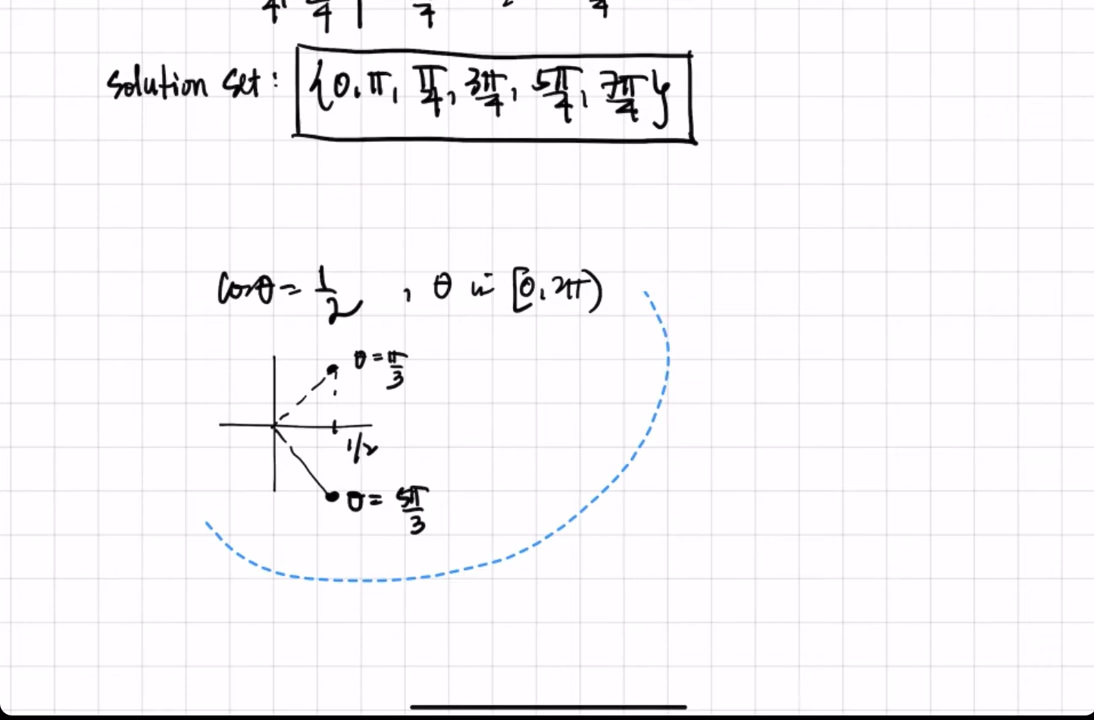 Solution Set: {0, π, π/4, 3π/4, 5π/4, 7π/4}
cosθ = 1/2 , θ in [0, 2π)
θ = π/3
1/2
θ = 5π/3